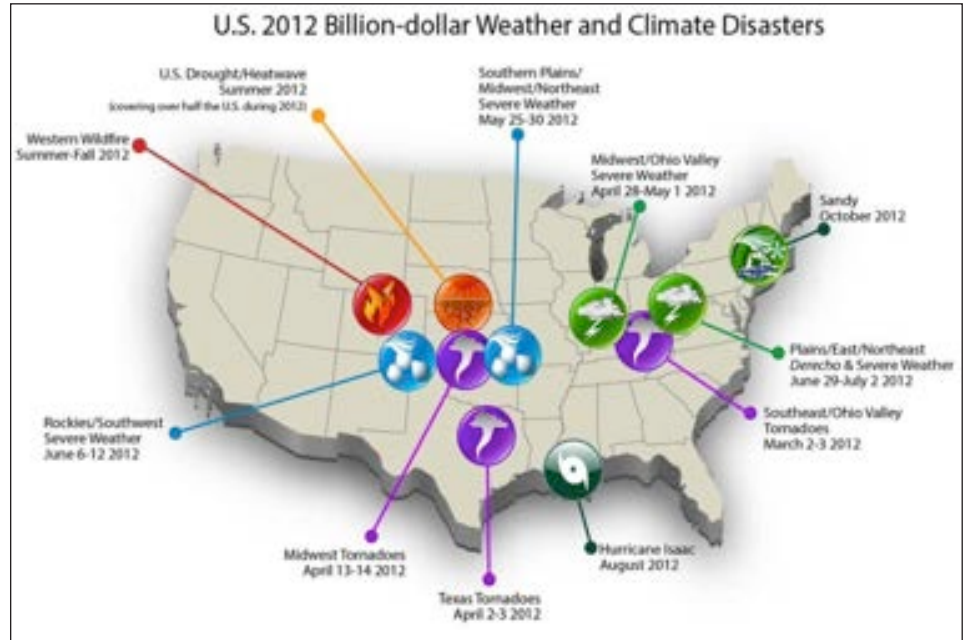 U.S. 2012 Billion-dollar Weather and Climate Disasters
U.S. Drought/Heatwave
Summer 2012
(covering over half the U.S. during 2012)
Southern Plains/
Midwest/Northeast
Severe Weather
May 25-30 2012
Western Wildfire
Summer-Fall 2012
Midwest/Ohio Valley
Severe Weather
April 28-May 1 2012
Sandy
October 2012
Plains/East/Northeast
Derecho & Severe Weather
June 29-July 2 2012
Rockies/Southwest
Severe Weather
June 6-12 2012
Southeast/Ohio Valley
Tornadoes
March 2-3 2012
Midwest Tornadoes
April 13-14 2012
Hurricane Isaac
August 2012
Texas Tornadoes
April 2-3 2012